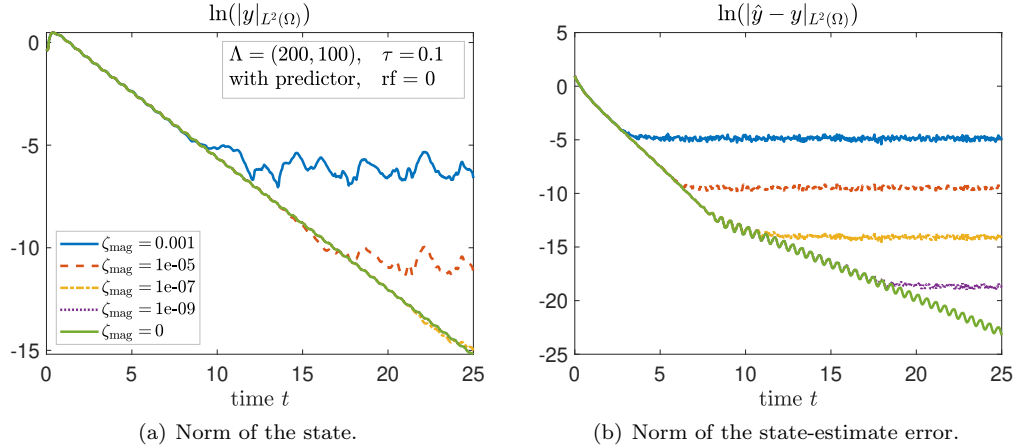 ln(|y|_{L²(Ω)})
0
-5
-10
-15
0 5 10 15 20 25
time t
Λ = (200, 100), τ = 0.1
with predictor, rf = 0
ζ_mag = 0.001
ζ_mag = 1e-05
ζ_mag = 1e-07
ζ_mag = 1e-09
ζ_mag = 0
(a) Norm of the state.
ln(|ŷ − y|_{L²(Ω)})
5
0
-5
-10
-15
-20
-25
0 5 10 15 20 25
time t
(b) Norm of the state-estimate error.